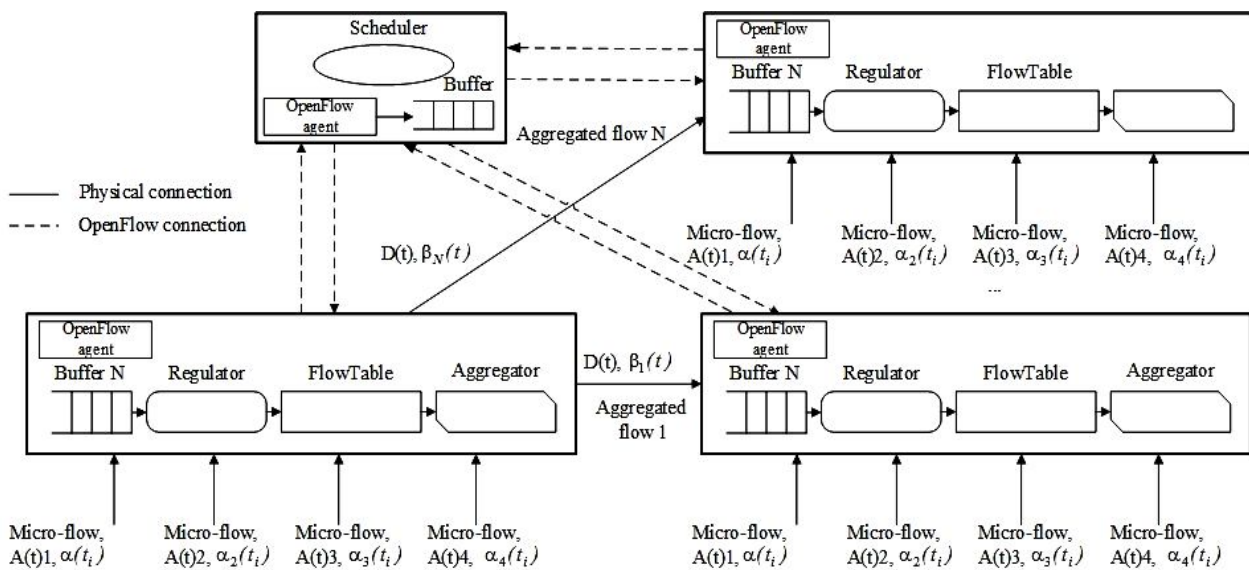 Scheduler
OpenFlow
agent
Buffer
OpenFlow
agent
Buffer N
Regulator
FlowTable
Aggregated flow N
Physical connection
OpenFlow connection
D(t), β_N(t)
Micro-flow,
A(t)1, α(t_i)
Micro-flow,
A(t)2, α_2(t_i)
Micro-flow,
A(t)3, α_3(t_i)
Micro-flow,
A(t)4, α_4(t_i)
...
OpenFlow
agent
Buffer N
Regulator
FlowTable
Aggregator
D(t), β_1(t)
Aggregated
flow 1
OpenFlow
agent
Buffer N
Regulator
FlowTable
Aggregator
Micro-flow,
A(t)1, α(t_i)
Micro-flow,
A(t)2, α_2(t_i)
Micro-flow,
A(t)3, α_3(t_i)
Micro-flow,
A(t)4, α_4(t_i)
Micro-flow,
A(t)1, α(t_i)
Micro-flow,
A(t)2, α_2(t_i)
Micro-flow,
A(t)3, α_3(t_i)
Micro-flow,
A(t)4, α_4(t_i)